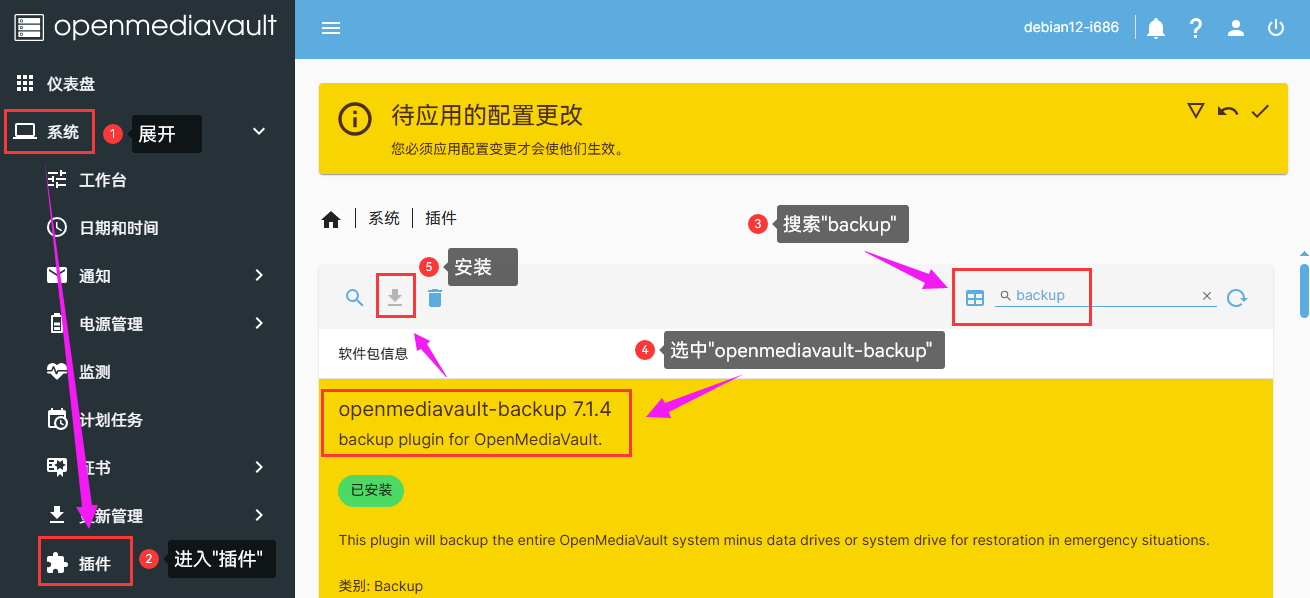 openmediavault
debian12-i686
仪表盘
系统
1
展开
工作台
日期和时间
通知
电源管理
监测
计划任务
证书
更新管理
插件
2
进入"插件"
待应用的配置更改
您必须应用配置变更才会使他们生效。
系统
插件
3
搜索"backup"
5
安装
backup
4
选中"openmediavault-backup"
软件包信息
openmediavault-backup 7.1.4
backup plugin for OpenMediaVault.
已安装
This plugin will backup the entire OpenMediaVault system minus data drives or system drive for restoration in emergency situations.
类别: Backup